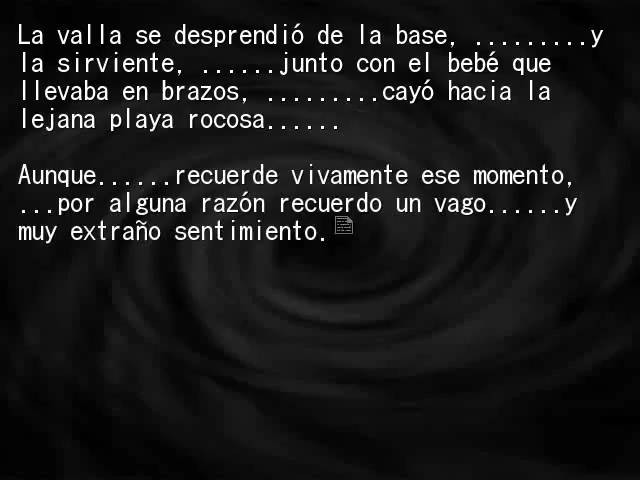 La valla se desprendió de la base, .........y
la sirviente, ......junto con el bebé que
llevaba en brazos, .........cayó hacia la
lejana playa rocosa......
Aunque......recuerde vivamente ese momento,
...por alguna razón recuerdo un vago......y
muy extraño sentimiento.